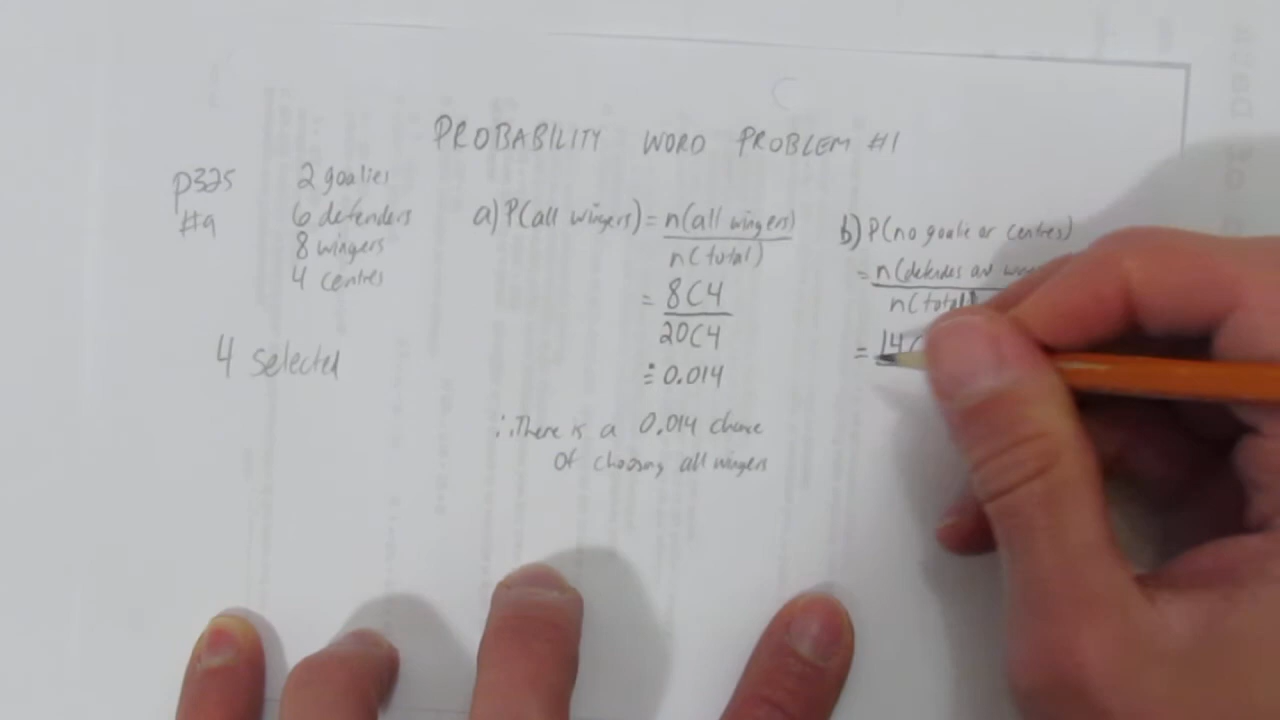 PROBABILITY WORD PROBLEM #1
p325
#9
2 goalies
6 defenders
8 wingers
4 centres
4 selected
a) P(all wingers) = n(all wingers)
n(total)
= 8C4
20C4
≐ 0.014
∴ There is a 0.014 chance
of choosing all wingers
b) P(no goalie or centres)
= n(defendes and
n(total)
= 14C